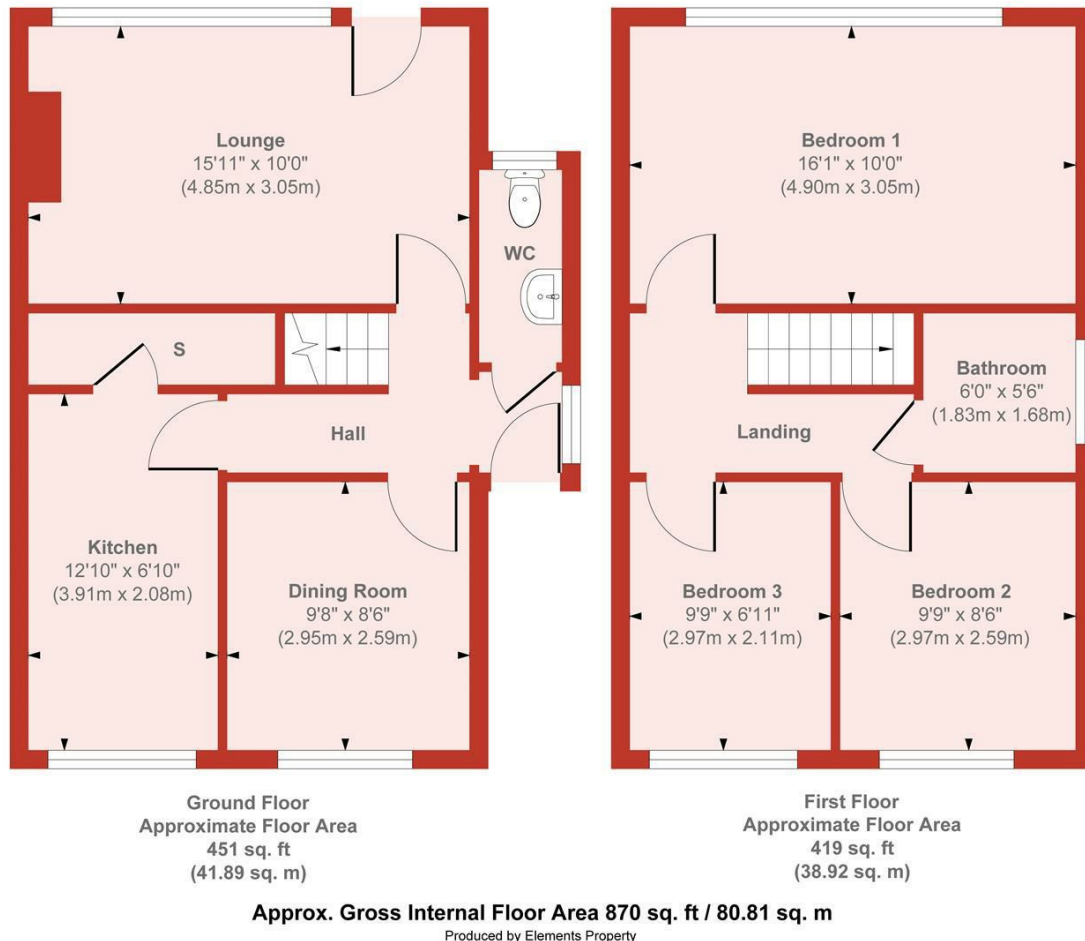 Lounge
15'11" x 10'0"
(4.85m x 3.05m)
WC
S
Hall
Kitchen
12'10" x 6'10"
(3.91m x 2.08m)
Dining Room
9'8" x 8'6"
(2.95m x 2.59m)
Ground Floor
Approximate Floor Area
451 sq. ft
(41.89 sq. m)
Bedroom 1
16'1" x 10'0"
(4.90m x 3.05m)
Bathroom
6'0" x 5'6"
(1.83m x 1.68m)
Landing
Bedroom 3
9'9" x 6'11"
(2.97m x 2.11m)
Bedroom 2
9'9" x 8'6"
(2.97m x 2.59m)
First Floor
Approximate Floor Area
419 sq. ft
(38.92 sq. m)
Approx. Gross Internal Floor Area 870 sq. ft / 80.81 sq. m
Produced by Elements Property